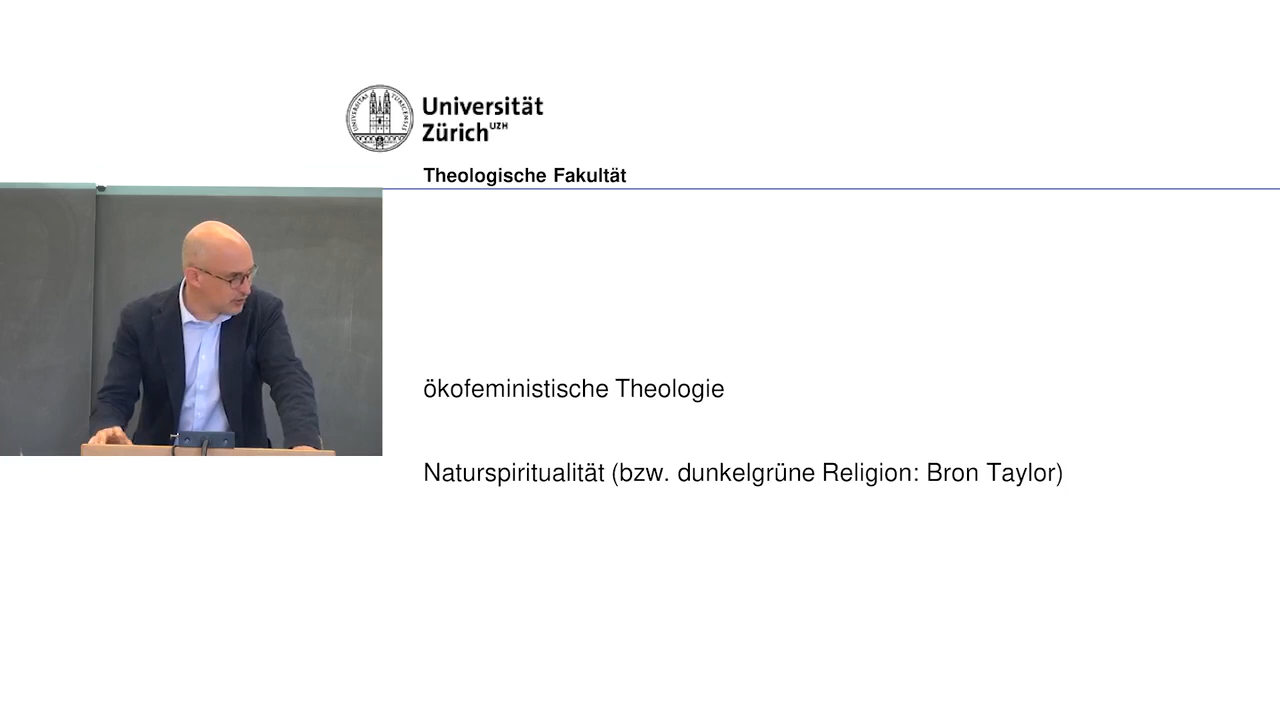 Universität
Zürich UZH
Theologische Fakultät
ökofeministische Theologie
Naturspiritualität (bzw. dunkelgrüne Religion: Bron Taylor)